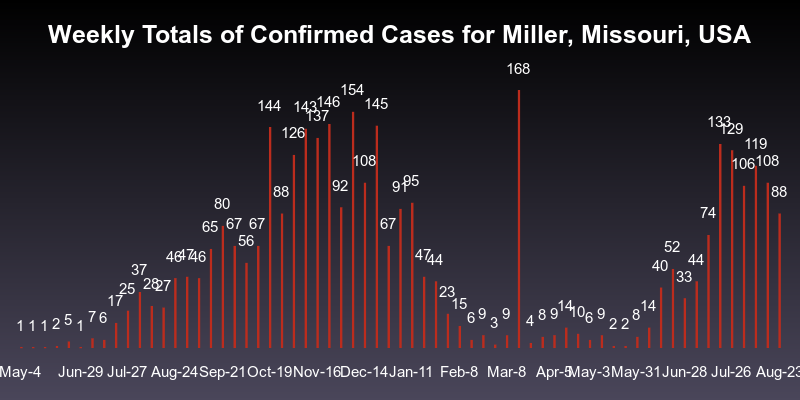 Weekly Totals of Confirmed Cases for Miller, Missouri, USA
1 1 1 2 5 1 7 6 17 25 37 28 27 46 47 46 65 80 67 56 67 144 88 126 143 137 146 92 154 108 145 67 91 95 47 44 23 15 6 9 3 9 168 4 8 9 14 10 6 9 2 2 8 14 40 52 33 44 74 133 129 106 119 108 88
May-4 Jun-29 Jul-27 Aug-24 Sep-21 Oct-19 Nov-16 Dec-14 Jan-11 Feb-8 Mar-8 Apr-5 May-3 May-31 Jun-28 Jul-26 Aug-23